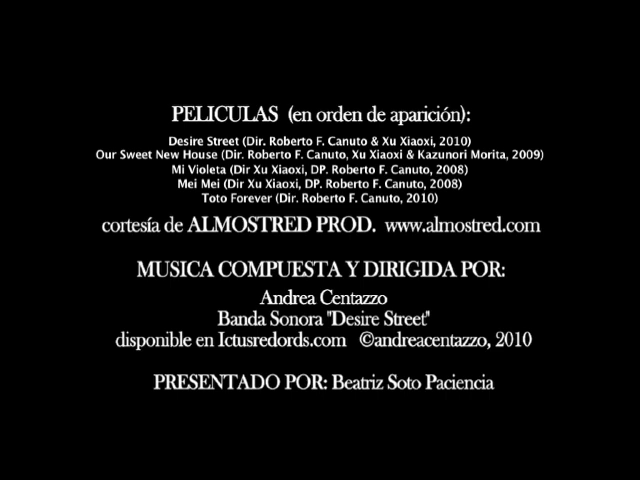 PELICULAS (en orden de aparición):
Desire Street (Dir. Roberto F. Canuto & Xu Xiaoxi, 2010)
Our Sweet New House (Dir. Roberto F. Canuto, Xu Xiaoxi & Kazunori Morita, 2009)
Mi Violeta (Dir Xu Xiaoxi, DP. Roberto F. Canuto, 2008)
Mei Mei (Dir Xu Xiaoxi, DP. Roberto F. Canuto, 2008)
Toto Forever (Dir. Roberto F. Canuto, 2010)
cortesía de ALMOSTRED PROD. www.almostred.com
MUSICA COMPUESTA Y DIRIGIDA POR:
Andrea Centazzo
Banda Sonora "Desire Street"
disponible en Ictusredords.com ©andreacentazzo, 2010
PRESENTADO POR: Beatriz Soto Paciencia